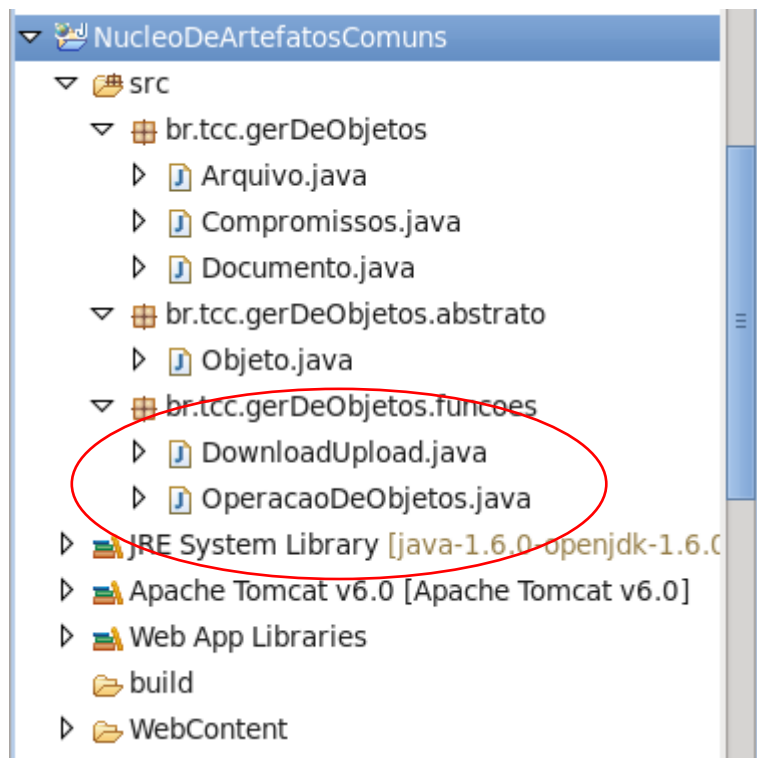 NucleoDeArtefatosComuns
src
br.tcc.gerDeObjetos
Arquivo.java
Compromissos.java
Documento.java
br.tcc.gerDeObjetos.abstrato
Objeto.java
br.tcc.gerDeObjetos.funcoes
DownloadUpload.java
OperacaoDeObjetos.java
JRE System Library [java-1.6.0-openjdk-1.6.0
Apache Tomcat v6.0 [Apache Tomcat v6.0]
Web App Libraries
build
WebContent